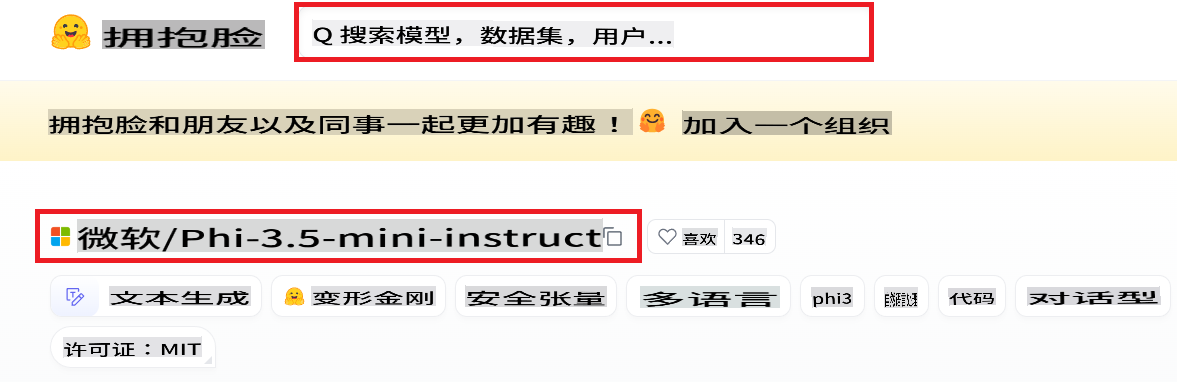 拥抱脸
Q 搜索模型，数据集，用户...
拥抱脸和朋友以及同事一起更加有趣！ 加入一个组织
微软/Phi-3.5-mini-instruct 喜欢 346
文本生成 变形金刚 安全张量 多语言 phi3 代码 对话型
许可证：MIT